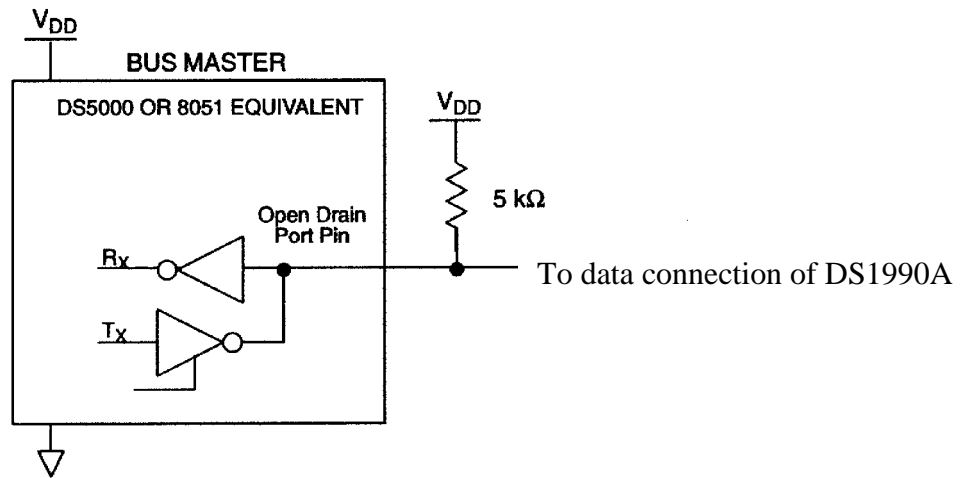 VDD
BUS MASTER
DS5000 OR 8051 EQUIVALENT
VDD
5 kΩ
Open Drain
Port Pin
RX
To data connection of DS1990A
TX